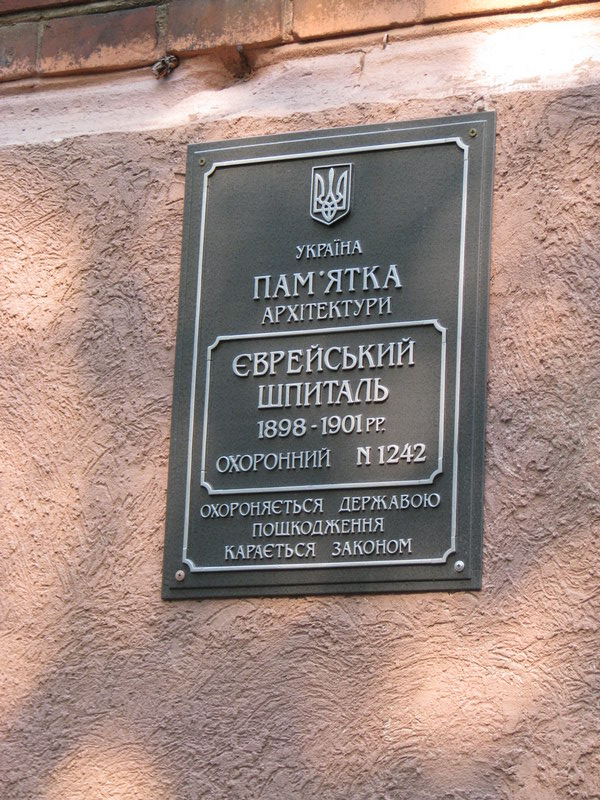 УКРАЇНА
ПАМ'ЯТКА
АРХІТЕКТУРИ
ЄВРЕЙСЬКИЙ
ШПИТАЛЬ
1898 - 1901 РР.
ОХОРОННИЙ N 1242
ОХОРОНЯЄТЬСЯ ДЕРЖАВОЮ
ПОШКОДЖЕННЯ
КАРАЄТЬСЯ ЗАКОНОМ